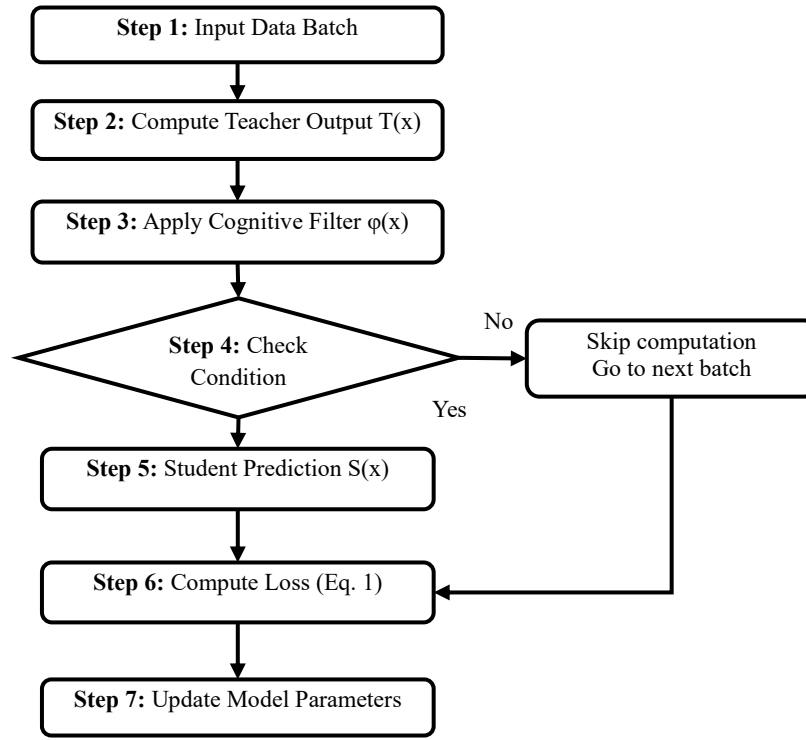 Step 1: Input Data Batch
Step 2: Compute Teacher Output T(x)
Step 3: Apply Cognitive Filter φ(x)
Step 4: Check
Condition
No
Skip computation
Go to next batch
Yes
Step 5: Student Prediction S(x)
Step 6: Compute Loss (Eq. 1)
Step 7: Update Model Parameters